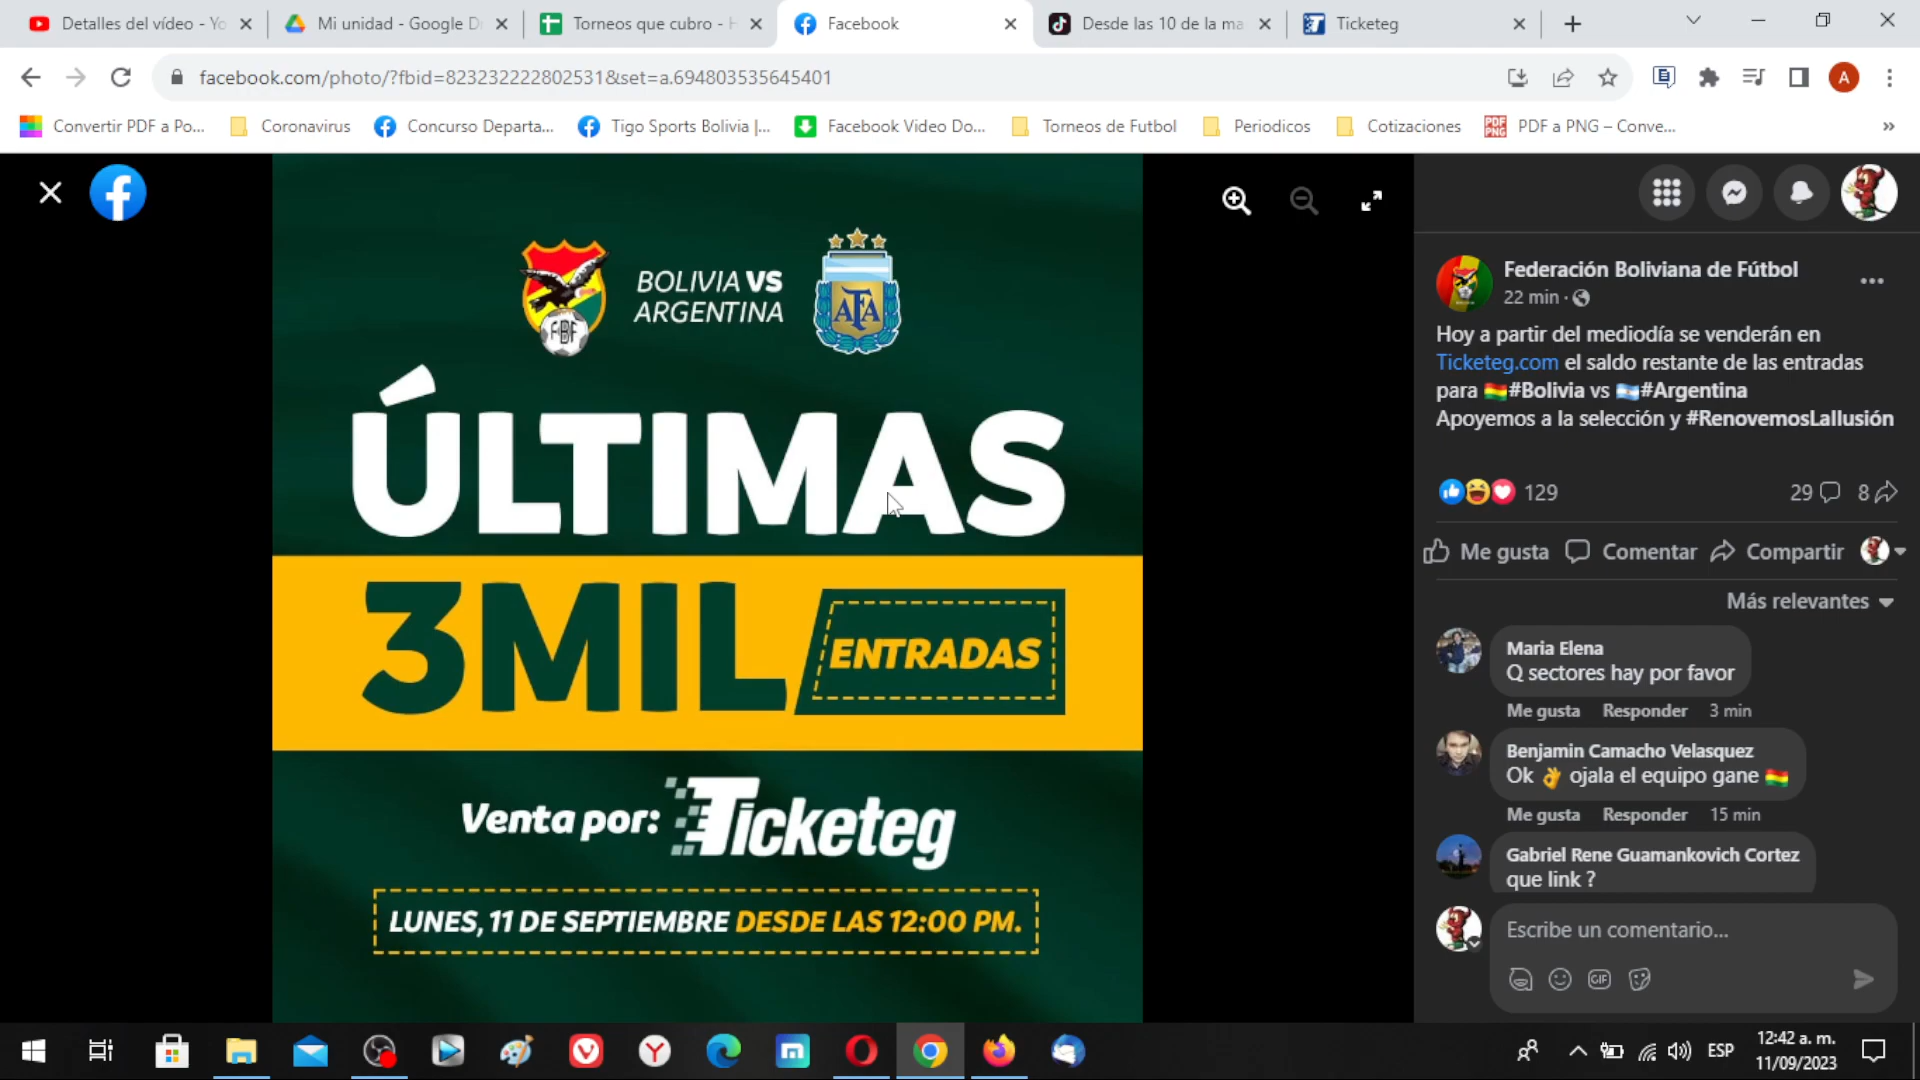 Detalles del vídeo - Yo
Mi unidad - Google D
Torneos que cubro - H
Facebook
Desde las 10 de la ma
Ticketeg
facebook.com/photo/?fbid=823232222802531&set=a.694803535645401
A
Convertir PDF a Po...
Coronavirus
Concurso Departa...
Tigo Sports Bolivia |...
Facebook Video Do...
Torneos de Futbol
Periodicos
Cotizaciones
PDF PNG
PDF a PNG – Conve...
»
FBF
BOLIVIA VS
ARGENTINA
AFA
ÚLTIMAS
3MIL ENTRADAS
Venta por: Ticketeg
LUNES, 11 DE SEPTIEMBRE DESDE LAS 12:00 PM.
Federación Boliviana de Fútbol
22 min ·
Hoy a partir del mediodía se venderán en
Ticketeg.com el saldo restante de las entradas
para 🇧🇴#Bolivia vs 🇦🇷#Argentina
Apoyemos a la selección y #RenovemosLaIlusión
129
29
8
Me gusta
Comentar
Compartir
Más relevantes
Maria Elena
Q sectores hay por favor
Me gusta Responder 3 min
Benjamin Camacho Velasquez
Ok 👌 ojala el equipo gane 🇧🇴
Me gusta Responder 15 min
Gabriel Rene Guamankovich Cortez
que link ?
Escribe un comentario...
GIF
ESP
12:42 a. m.
11/09/2023